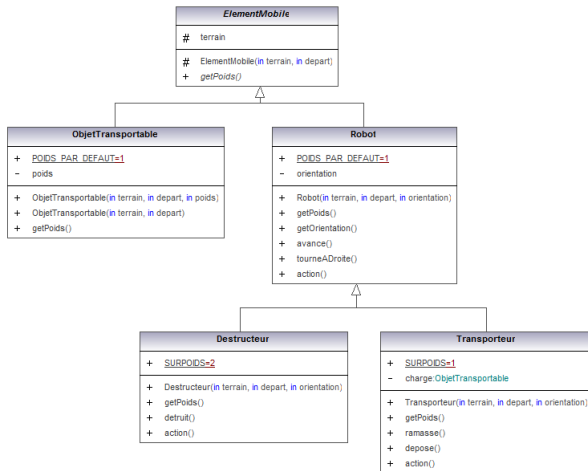 ElementMobile
# terrain
# ElementMobile(in terrain, in depart)
+ getPoids()
ObjetTransportable
+ POIDS_PAR_DEFAUT=1
- poids
+ ObjetTransportable(in terrain, in depart, in poids)
+ ObjetTransportable(in terrain, in depart)
+ getPoids()
Robot
+ POIDS_PAR_DEFAUT=1
- orientation
+ Robot(in terrain, in depart, in orientation)
+ getPoids()
+ getOrientation()
+ avance()
+ tourneADroite()
+ action()
Destructeur
+ SURPOIDS=2
+ Destructeur(in terrain, in depart, in orientation)
+ getPoids()
+ detruit()
+ action()
Transporteur
+ SURPOIDS=1
- charge:ObjetTransportable
+ Transporteur(in terrain, in depart, in orientation)
+ getPoids()
+ ramasse()
+ depose()
+ action()